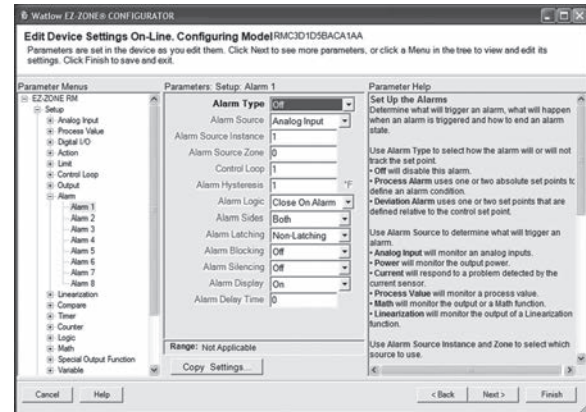 Watlow EZ-ZONE® CONFIGURATOR
Edit Device Settings On-Line. Configuring Model RMC3D1D5BACA1AA
Parameters are set in the device as you edit them. Click Next to see more parameters, or click a Menu in the tree to view and edit its
settings. Click Finish to save and exit.
Parameter Menus
EZ-ZONE RM
Setup
Analog Input
Process Value
Digital I/O
Action
Limit
Control Loop
Output
Alarm
Alarm 1
Alarm 2
Alarm 3
Alarm 4
Alarm 5
Alarm 6
Alarm 7
Alarm 8
Linearization
Compare
Timer
Counter
Logic
Math
Special Output Function
Variable
Parameters: Setup: Alarm 1
Alarm Type Off
Alarm Source Analog Input
Alarm Source Instance 1
Alarm Source Zone 0
Control Loop 1
Alarm Hysteresis 1 °F
Alarm Logic Close On Alarm
Alarm Sides Both
Alarm Latching Non-Latching
Alarm Blocking Off
Alarm Silencing Off
Alarm Display On
Alarm Delay Time 0
Range: Not Applicable
Copy Settings...
Parameter Help
Set Up the Alarms
Determine what will trigger an alarm, what will happen
when an alarm is triggered and how to end an alarm
state.
Use Alarm Type to select how the alarm will or will not
track the set point.
• Off will disable this alarm.
• Process Alarm uses one or two absolute set points to
define an alarm condition.
• Deviation Alarm uses one or two set points that are
defined relative to the control set point.
Use Alarm Source to determine what will trigger an
alarm.
• Analog Input will monitor an analog inputs.
• Power will monitor the output power.
• Current will respond to a problem detected by the
current sensor.
• Process Value will monitor a process value.
• Math will monitor the output or a Math function.
• Linearization will monitor the output of a Linearization
function.
Use Alarm Source Instance and Zone to select which
source to use.
Cancel
Help
< Back
Next >
Finish